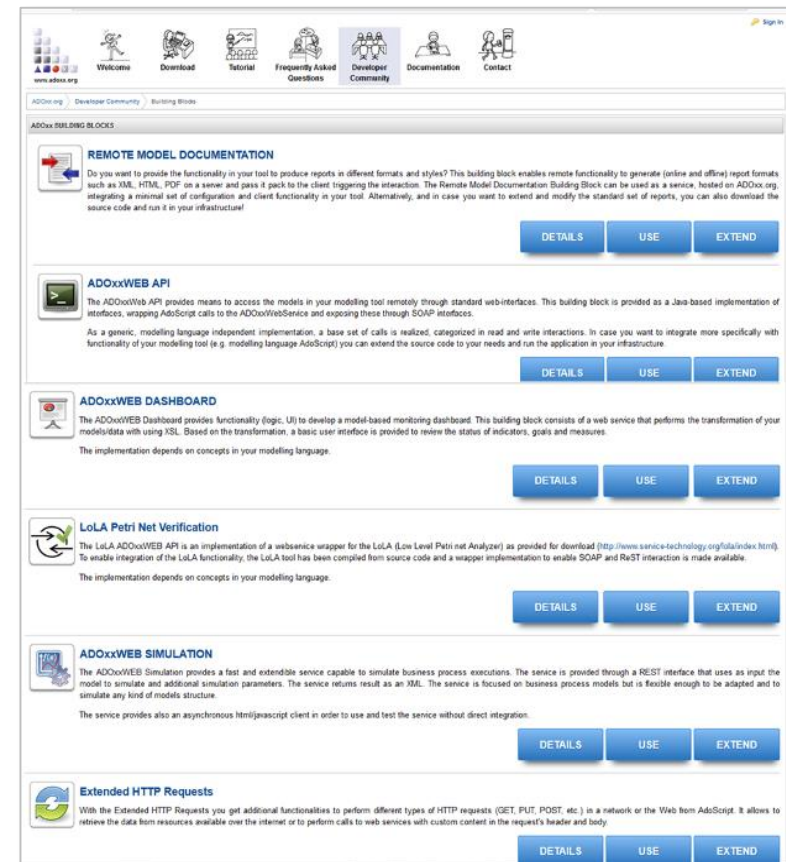 Sign In
www.adoxx.org
Welcome
Download
Tutorial
Frequently Asked
Questions
Developer
Community
Documentation
Contact
ADOxx.org
Developer Community
Building Blocks
ADOxx BUILDING BLOCKS
REMOTE MODEL DOCUMENTATION
Do you want to provide the functionality in your tool to produce reports in different formats and styles? This building block enables remote functionality to generate (online and offline) report formats
such as XML, HTML, PDF on a server and pass it pack to the client triggering the interaction. The Remote Model Documentation Building Block can be used as a service, hosted on ADOxx.org,
integrating a minimal set of configuration and client functionality in your tool. Alternatively, and in case you want to extend and modify the standard set of reports, you can also download the
source code and run it in your infrastructure!
DETAILS
USE
EXTEND
ADOxxWEB API
The ADOxxWeb API provides means to access the models in your modelling tool remotely through standard web-interfaces. This building block is provided as a Java-based implementation of
interfaces, wrapping AdoScript calls to the ADOxxWebService and exposing these through SOAP interfaces.
As a generic, modelling language independent implementation, a base set of calls is realized, categorized in read and write interactions. In case you want to integrate more specifically with
functionality of your modelling tool (e.g. modelling language AdoScript) you can extend the source code to your needs and run the application in your infrastructure.
DETAILS
USE
EXTEND
ADOxxWEB DASHBOARD
The ADOxxWEB Dashboard provides functionality (logic, UI) to develop a model-based monitoring dashboard. This building block consists of a web service that performs the transformation of your
models/data with using XSL. Based on the transformation, a basic user interface is provided to review the status of indicators, goals and measures.
The implementation depends on concepts in your modelling language.
DETAILS
USE
EXTEND
LoLA Petri Net Verification
The LoLA ADOxxWEB API is an implementation of a webservice wrapper for the LoLA (Low Level Petri net Analyzer) as provided for download (http://www.service-technology.org/lola/index.html).
To enable integration of the LoLA functionality, the LoLA tool has been compiled from source code and a wrapper implementation to enable SOAP and ReST interaction is made available.
The implementation depends on concepts in your modelling language.
DETAILS
USE
EXTEND
ADOxxWEB SIMULATION
The ADOxxWEB Simulation provides a fast and extendible service capable to simulate business process executions. The service is provided through a REST interface that uses as input the
model to simulate and additional simulation parameters. The service returns result as an XML. The service is focused on business process models but is flexible enough to be adapted and to
simulate any kind of models structure.
The service provides also an asynchronous html/javascript client in order to use and test the service without direct integration.
DETAILS
USE
EXTEND
Extended HTTP Requests
With the Extended HTTP Requests you get additional functionalities to perform different types of HTTP requests (GET, PUT, POST, etc.) in a network or the Web from AdoScript. It allows to
retrieve the data from resources available over the internet or to perform calls to web services with custom content in the request's header and body.
DETAILS
USE
EXTEND